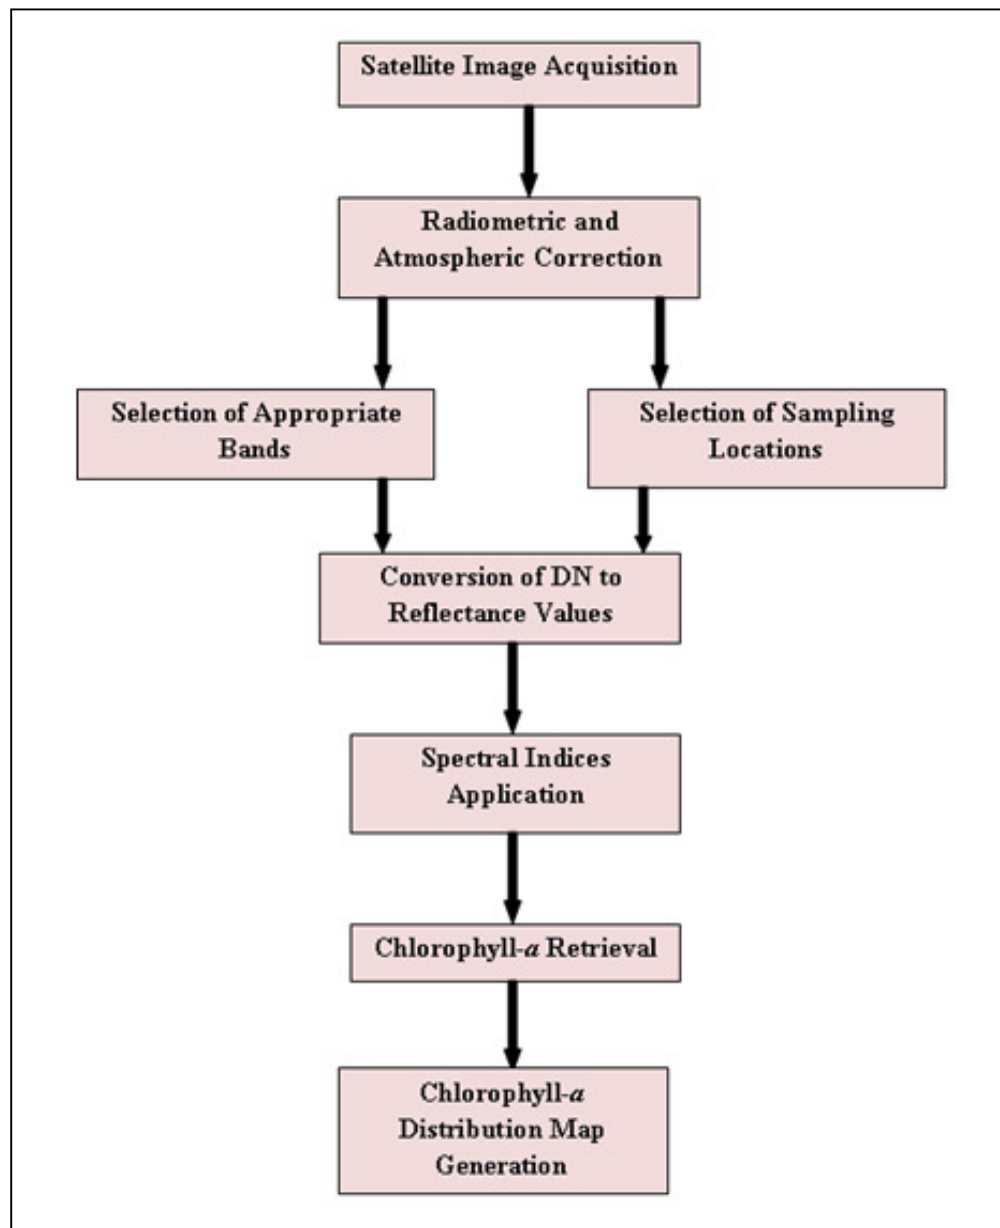 Satellite Image Acquisition
Radiometric and
Atmospheric Correction
Selection of Appropriate
Bands
Selection of Sampling
Locations
Conversion of DN to
Reflectance Values
Spectral Indices
Application
Chlorophyll-a Retrieval
Chlorophyll-a
Distribution Map
Generation